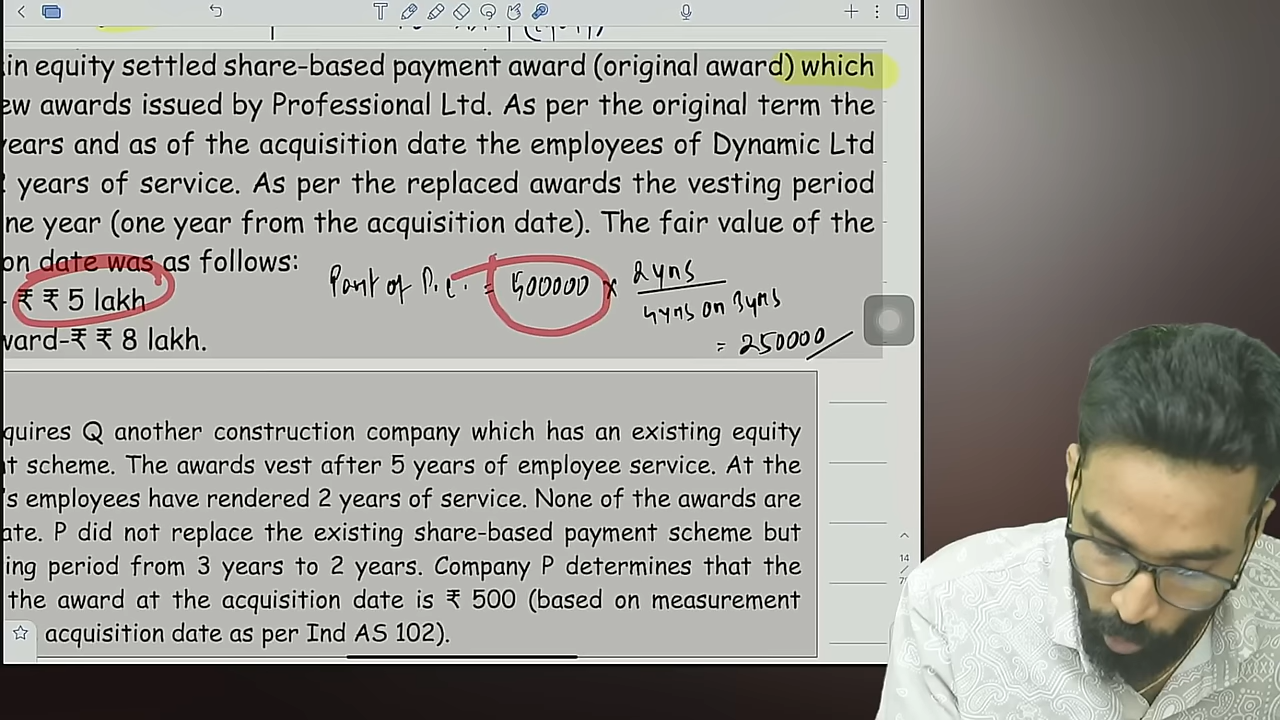 in equity settled share-based payment award (original award) which
ew awards issued by Professional Ltd. As per the original term the
years and as of the acquisition date the employees of Dynamic Ltd
2 years of service. As per the replaced awards the vesting period
ne year (one year from the acquisition date). The fair value of the
on date was as follows:
- ₹ ₹ 5 lakh
ward-₹ ₹ 8 lakh.
Part of P.C. = 500000 x 2yrs
4yrs or 3yrs
= 250000/
quires Q another construction company which has an existing equity
t scheme. The awards vest after 5 years of employee service. At the
's employees have rendered 2 years of service. None of the awards are
ate. P did not replace the existing share-based payment scheme but
ing period from 3 years to 2 years. Company P determines that the
the award at the acquisition date is ₹ 500 (based on measurement
acquisition date as per Ind AS 102).
14